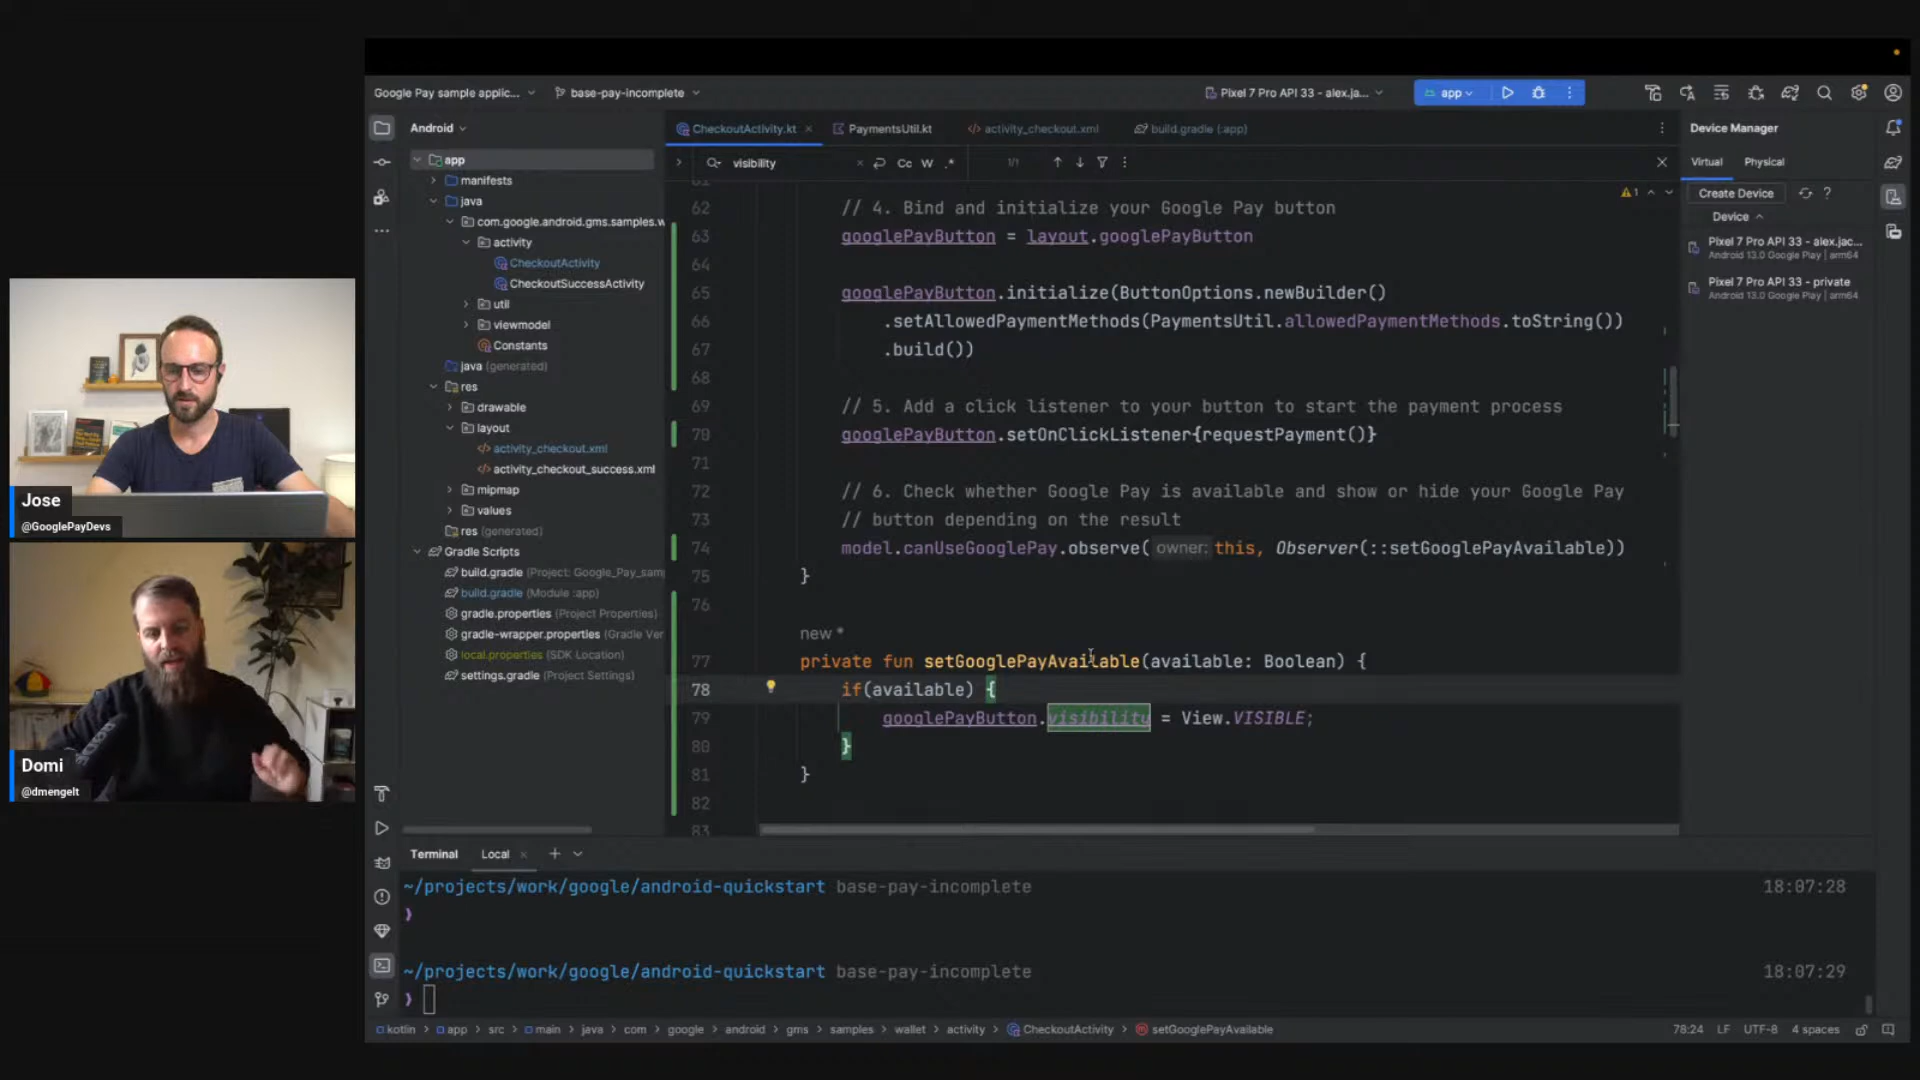 Google Pay sample applic...
base-pay-incomplete
Pixel 7 Pro API 33 - alex.ja...
app
Android
CheckoutActivity.kt
PaymentsUtil.kt
activity_checkout.xml
build.gradle (:app)
Device Manager
visibility
Cc W .*
1/1
Virtual
Physical
Create Device
?
Device
Pixel 7 Pro API 33 - alex.jac...
Android 13.0 Google Play | arm64
Pixel 7 Pro API 33 - private
Android 13.0 Google Play | arm64
app
manifests
java
com.google.android.gms.samples.w
activity
CheckoutActivity
CheckoutSuccessActivity
util
viewmodel
Constants
java (generated)
res
drawable
layout
activity_checkout.xml
activity_checkout_success.xml
mipmap
values
res (generated)
Gradle Scripts
build.gradle (Project: Google_Pay_sam
build.gradle (Module :app)
gradle.properties (Project Properties)
gradle-wrapper.properties (Gradle Ver
local.properties (SDK Location)
settings.gradle (Project Settings)
1
62 // 4. Bind and initialize your Google Pay button
63 googlePayButton = layout.googlePayButton
64
65 googlePayButton.initialize(ButtonOptions.newBuilder()
66 .setAllowedPaymentMethods(PaymentsUtil.allowedPaymentMethods.toString())
67 .build())
68
69 // 5. Add a click listener to your button to start the payment process
70 googlePayButton.setOnClickListener{requestPayment()}
71
72 // 6. Check whether Google Pay is available and show or hide your Google Pay
73 // button depending on the result
74 model.canUseGooglePay.observe( owner: this, Observer(::setGooglePayAvailable))
75 }
76
new *
77 private fun setGooglePayAvailable(available: Boolean) {
78 if(available) {
79 googlePayButton.visibility = View.VISIBLE;
80 }
81 }
82
83
Jose
@GooglePayDevs
Domi
@dmengelt
Terminal
Local
~/projects/work/google/android-quickstart base-pay-incomplete 18:07:28
~/projects/work/google/android-quickstart base-pay-incomplete 18:07:29
kotlin > app > src > main > java > com > google > android > gms > samples > wallet > activity > CheckoutActivity > setGooglePayAvailable
78:24 LF UTF-8 4 spaces